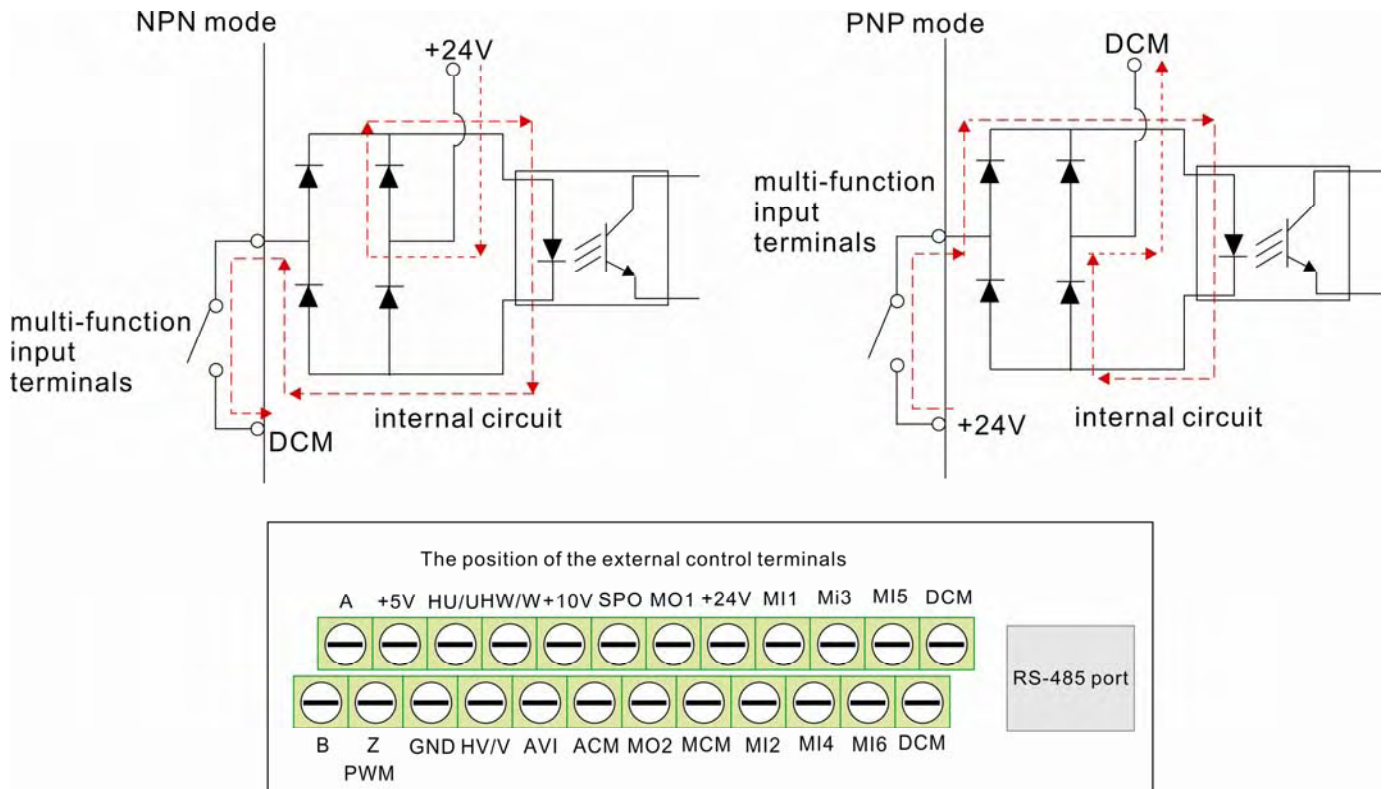 NPN mode
+24V
multi-function
input
terminals
DCM
internal circuit
PNP mode
DCM
multi-function
input
terminals
+24V
internal circuit
The position of the external control terminals
A +5V HU/UHW/W+10V SPO MO1 +24V MI1 Mi3 MI5 DCM
RS-485 port
B Z GND HV/V AVI ACM MO2 MCM MI2 MI4 MI6 DCM
PWM